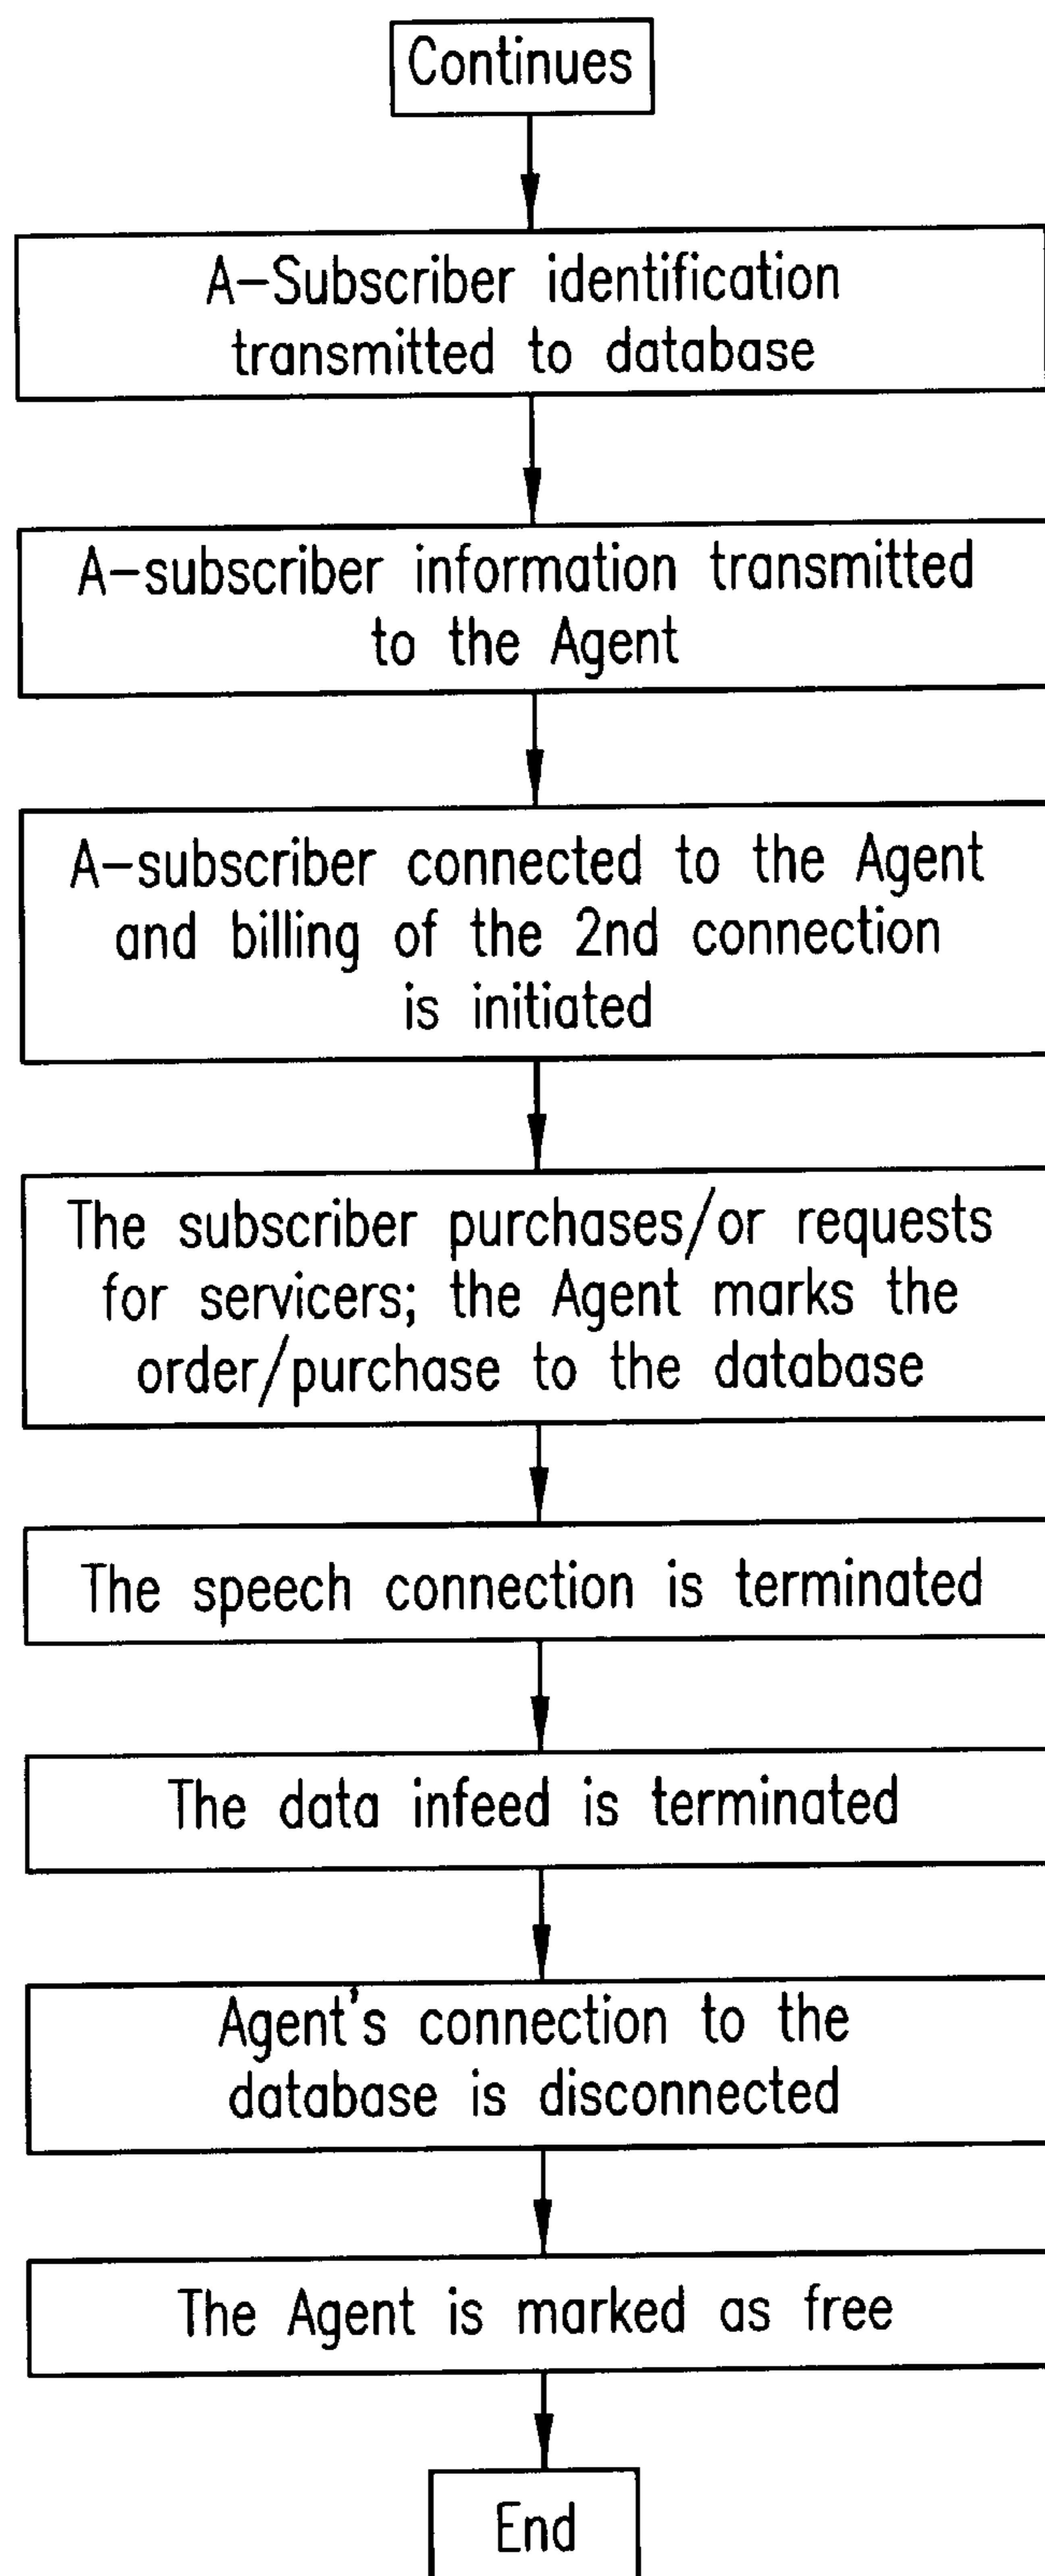 Continues
A-Subscriber identification
transmitted to database
A-subscriber information transmitted
to the Agent
A-subscriber connected to the Agent
and billing of the 2nd connection
is initiated
The subscriber purchases/or requests
for servicers; the Agent marks the
order/purchase to the database
The speech connection is terminated
The data infeed is terminated
Agent's connection to the
database is disconnected
The Agent is marked as free
End